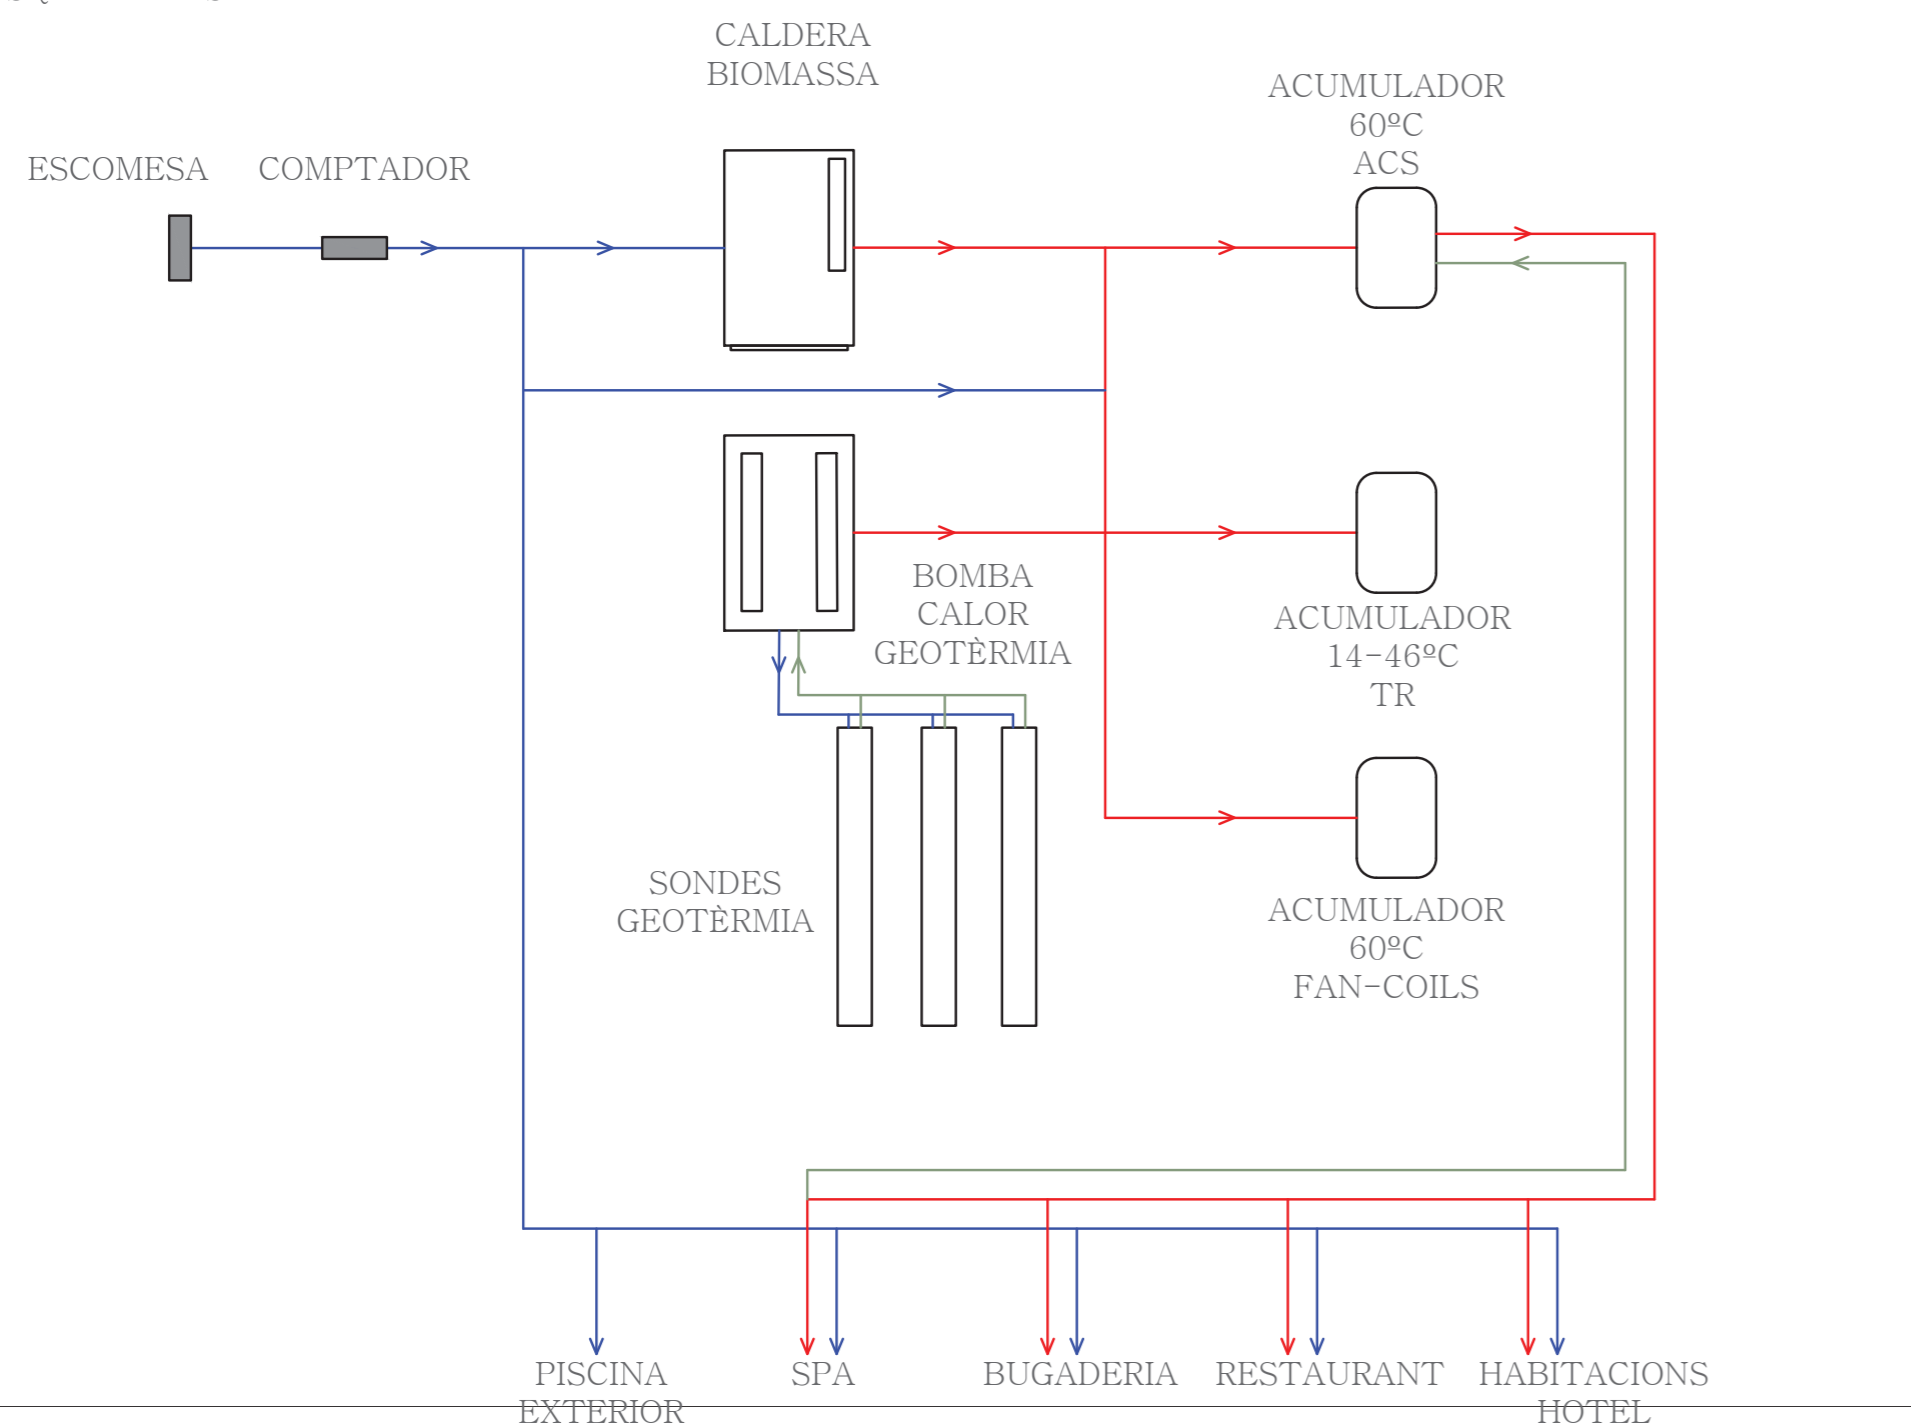 CALDERA
BIOMASSA
ACUMULADOR
60ºC
ACS
ESCOMESA
COMPTADOR
BOMBA
CALOR
GEOTÈRMIA
ACUMULADOR
14-46ºC
TR
SONDES
GEOTÈRMIA
ACUMULADOR
60ºC
FAN-COILS
PISCINA
EXTERIOR
SPA
BUGADERIA
RESTAURANT
HABITACIONS
HOTEL